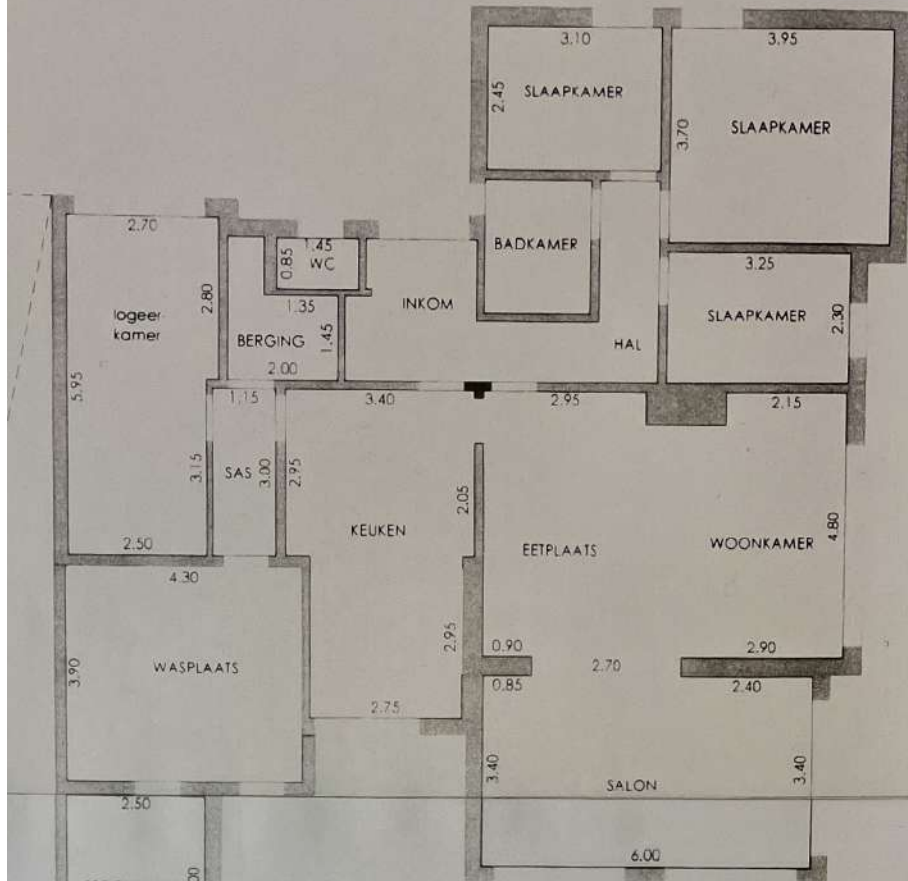 3.10
3.95
2.45
SLAAPKAMER
3.70
SLAAPKAMER
2.70
1.45
0.85
WC
BADKAMER
3.25
2.80
logeer-
kamer
1.35
INKOM
SLAAPKAMER
2.30
BERGING
1.45
HAL
2.00
5.95
1.15
3.40
2.95
2.15
3.15
SAS
3.00
2.95
2.05
KEUKEN
EETPLAATS
WOONKAMER
4.80
2.50
4.30
2.95
0.90
2.90
3.90
WASPLAATS
2.70
0.85
2.40
2.75
3.40
SALON
3.40
2.50
6.00